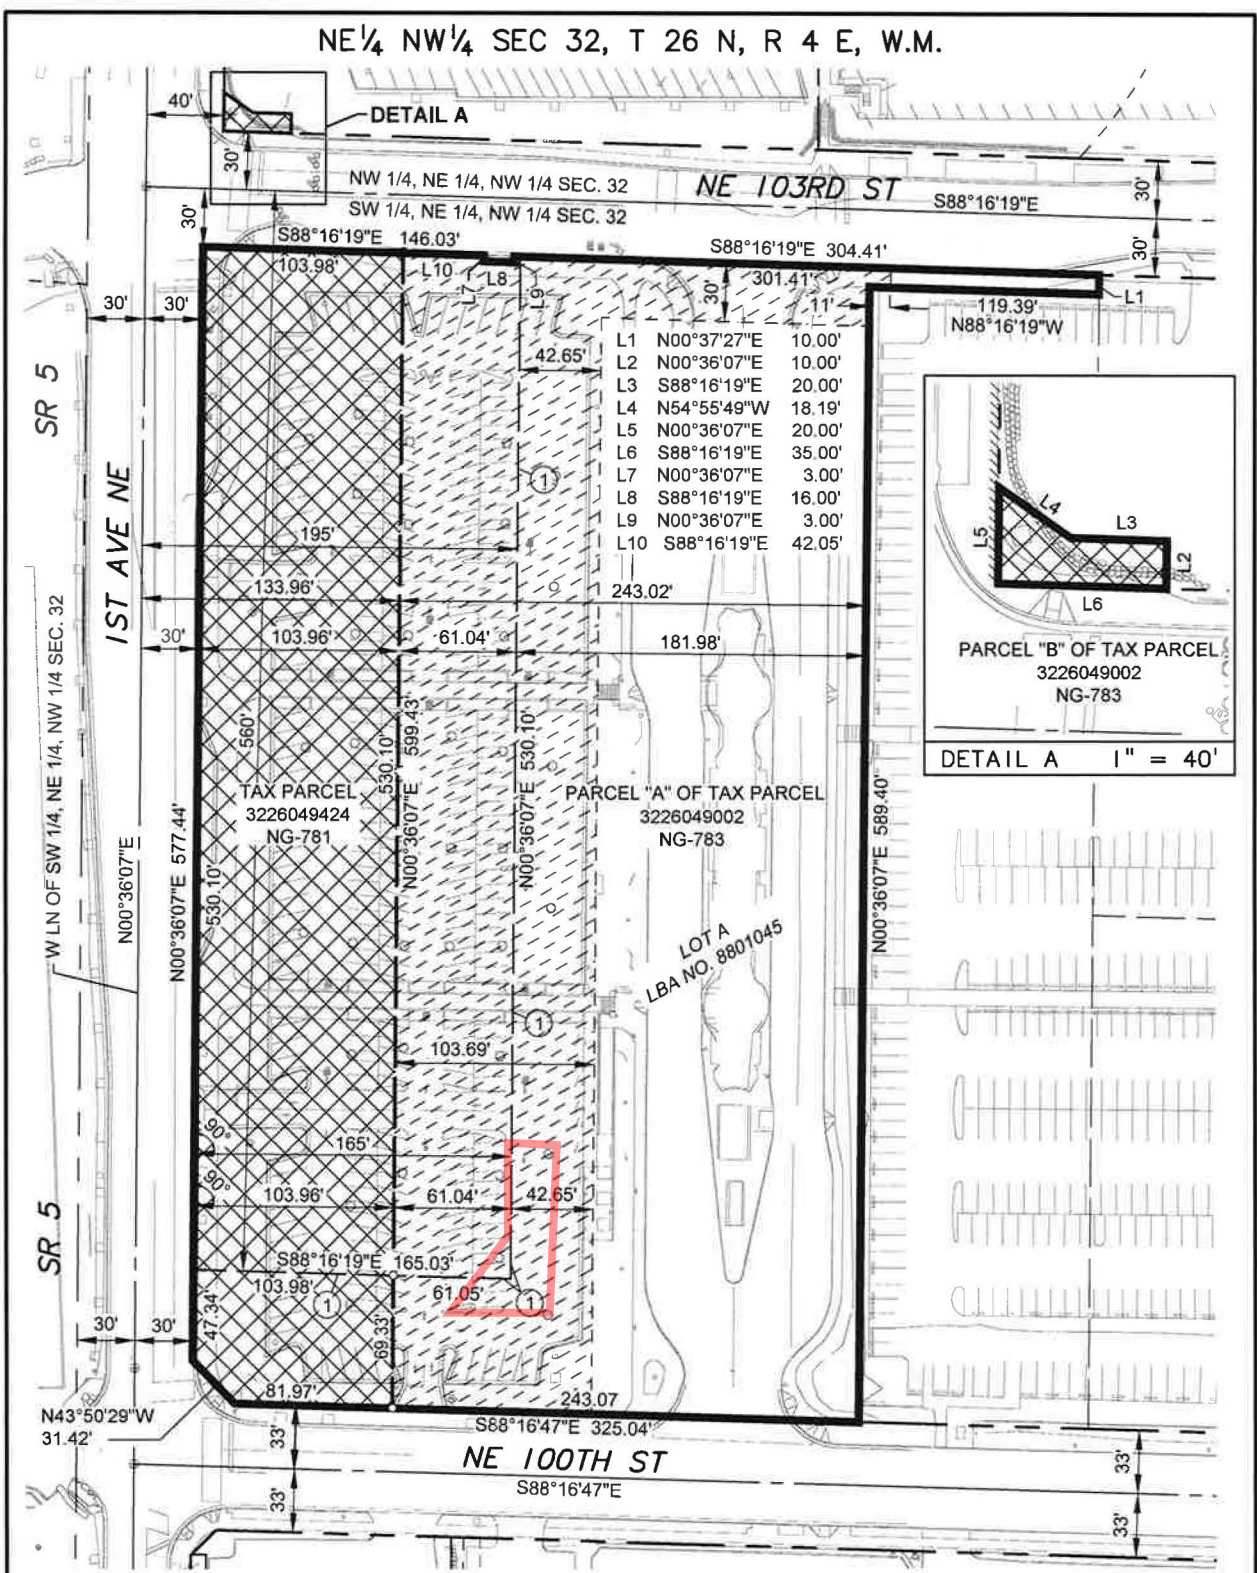 NE¼ NW¼ SEC 32, T 26 N, R 4 E, W.M.
40'
DETAIL A
30'
NW 1/4, NE 1/4, NW 1/4 SEC. 32
SW 1/4, NE 1/4, NW 1/4 SEC. 32
NE 103RD ST
S88°16'19"E
30'
30'
30'
S88°16'19"E 146.03'
S88°16'19"E 304.41'
103.98'
L10
L7
L8
L9
301.41'
30'
11'
119.39'
N88°16'19"W
L1
30'
30'
42.65'
L1 N00°37'27"E 10.00'
L2 N00°36'07"E 10.00'
L3 S88°16'19"E 20.00'
L4 N54°55'49"W 18.19'
L5 N00°36'07"E 20.00'
L6 S88°16'19"E 35.00'
L7 N00°36'07"E 3.00'
L8 S88°16'19"E 16.00'
L9 N00°36'07"E 3.00'
L10 S88°16'19"E 42.05'
SR 5
1ST AVE NE
W LN OF SW 1/4, NE 1/4, NW 1/4 SEC. 32
N00°36'07"E
1
195'
133.96'
243.02'
30'
103.96'
61.04'
181.98'
L4
L3
L5
L2
L6
PARCEL "B" OF TAX PARCEL
3226049002
NG-783
DETAIL A 1" = 40'
560'
N00°36'07"E 577.44'
530.10'
530.10'
N00°36'07"E 599.43'
N00°36'07"E 530.10'
N00°36'07"E 589.40'
TAX PARCEL
3226049424
NG-781
PARCEL "A" OF TAX PARCEL
3226049002
NG-783
LOT A
LBA NO. 8801045
1
103.69'
90°
165'
90°
103.96'
61.04'
42.65'
SR 5
S88°16'19"E 165.03'
103.98'
61.05'
1
1
47.34'
69.33'
30'
30'
81.97'
243.07
N43°50'29"W
31.42'
S88°16'47"E 325.04'
33'
NE 100TH ST
S88°16'47"E
33'
33'
33'